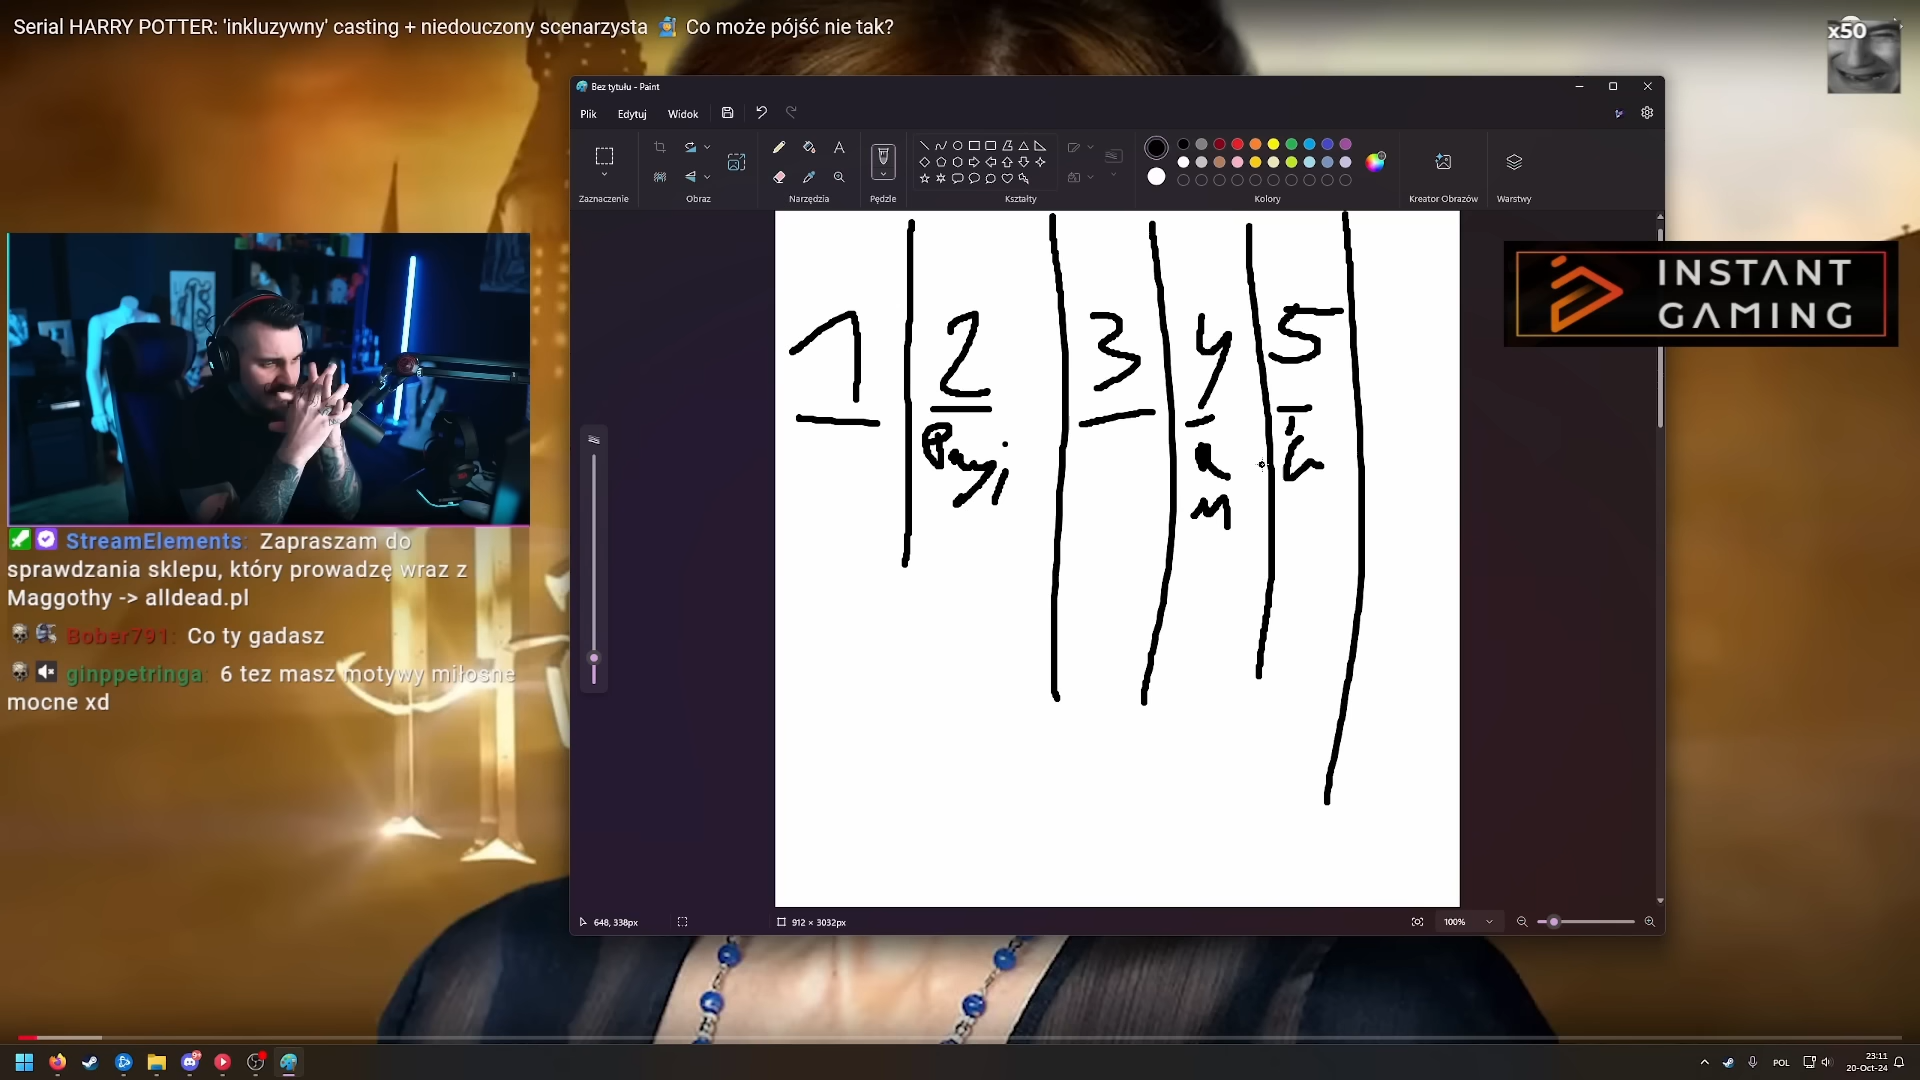 Serial HARRY POTTER: 'inkluzywny' casting + niedouczony scenarzysta 🧙‍♂️ Co może pójść nie tak?
x50
Bez tytułu - Paint
Plik Edytuj Widok
Zaznaczenie Obraz Narzędzia Pędzle Kształty Kolory Kreator Obrazów Warstwy
INSTANT
GAMING
1 2 3 4 5
StreamElements: Zapraszam do
sprawdzania sklepu, który prowadzę wraz z
Maggothy -> alldead.pl
Bober791: Co ty gadasz
ginppetringa: 6 tez masz motywy miłosne
mocne xd
648, 338px 912 × 3032px 100%
POL 23:11
20-Oct-24